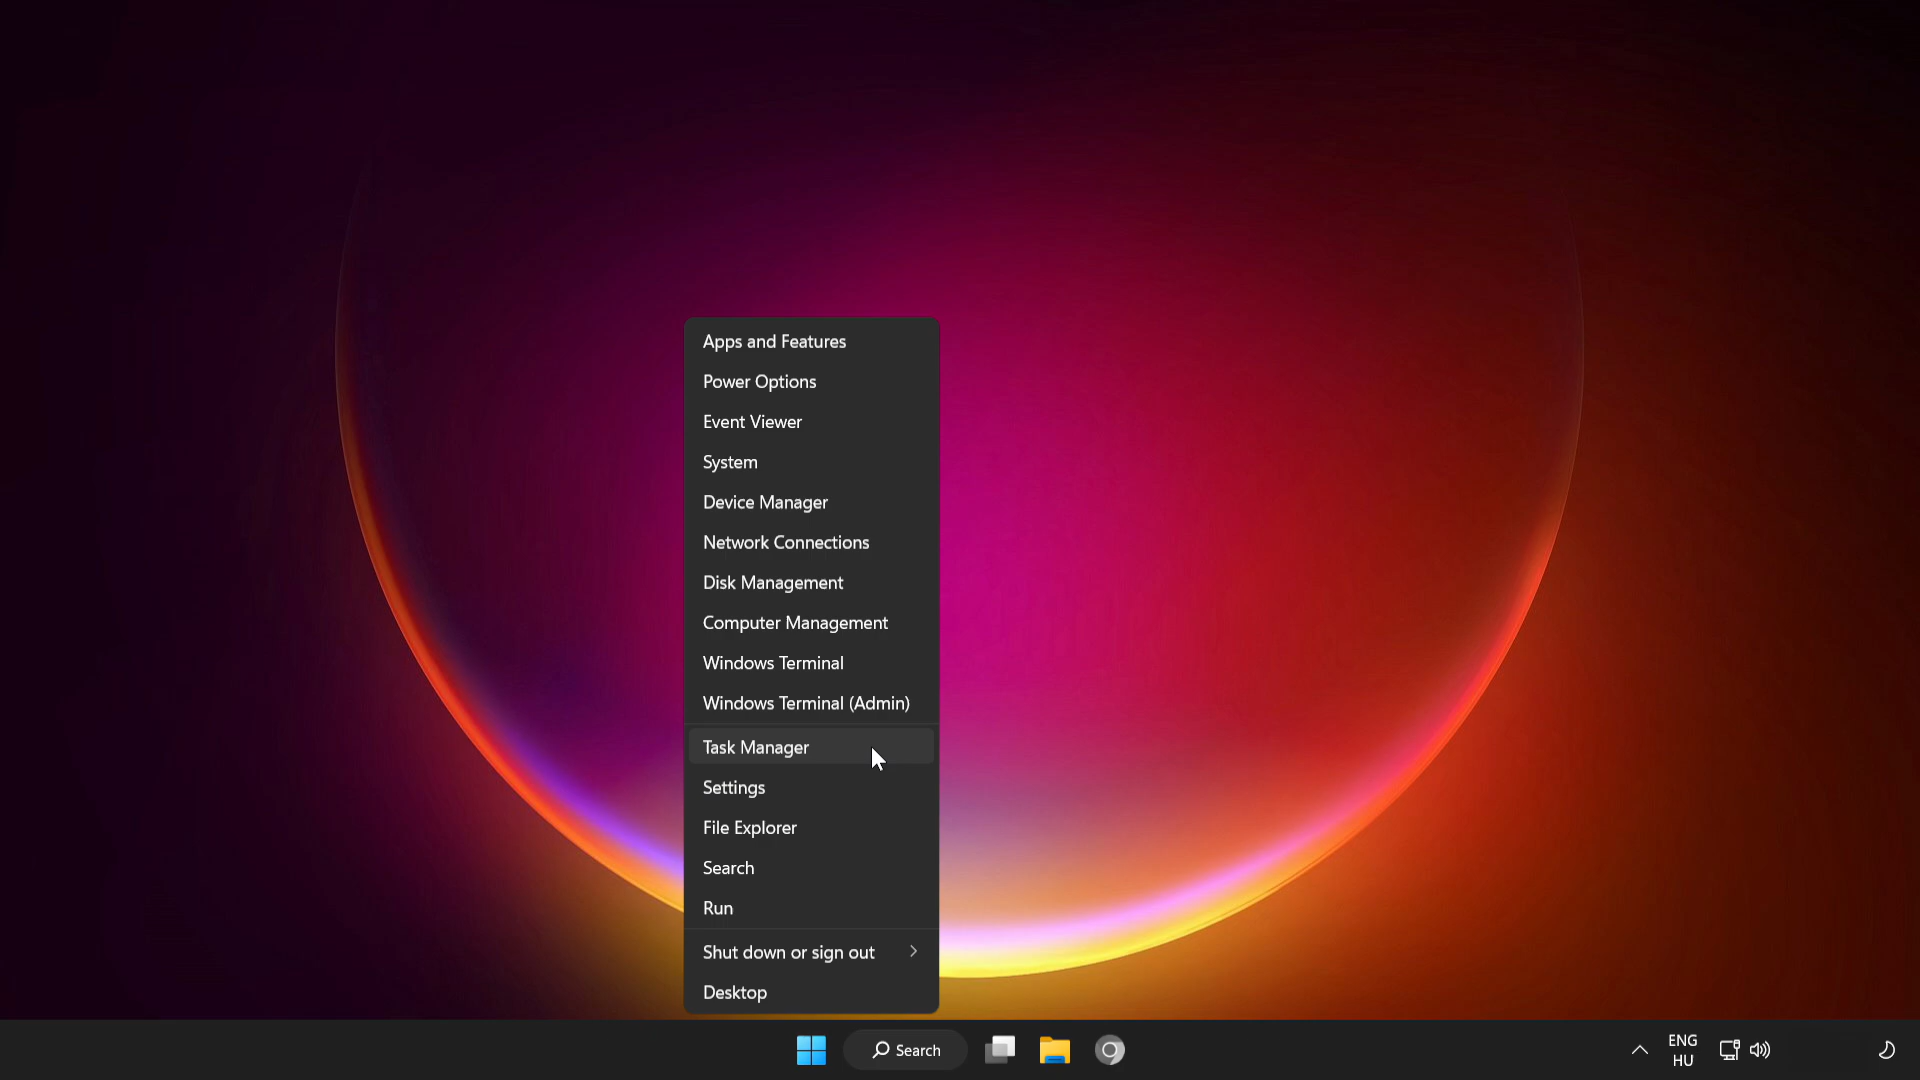 Apps and Features
Power Options
Event Viewer
System
Device Manager
Network Connections
Disk Management
Computer Management
Windows Terminal
Windows Terminal (Admin)
Task Manager
Settings
File Explorer
Search
Run
Shut down or sign out
Desktop
Search
ENG
HU